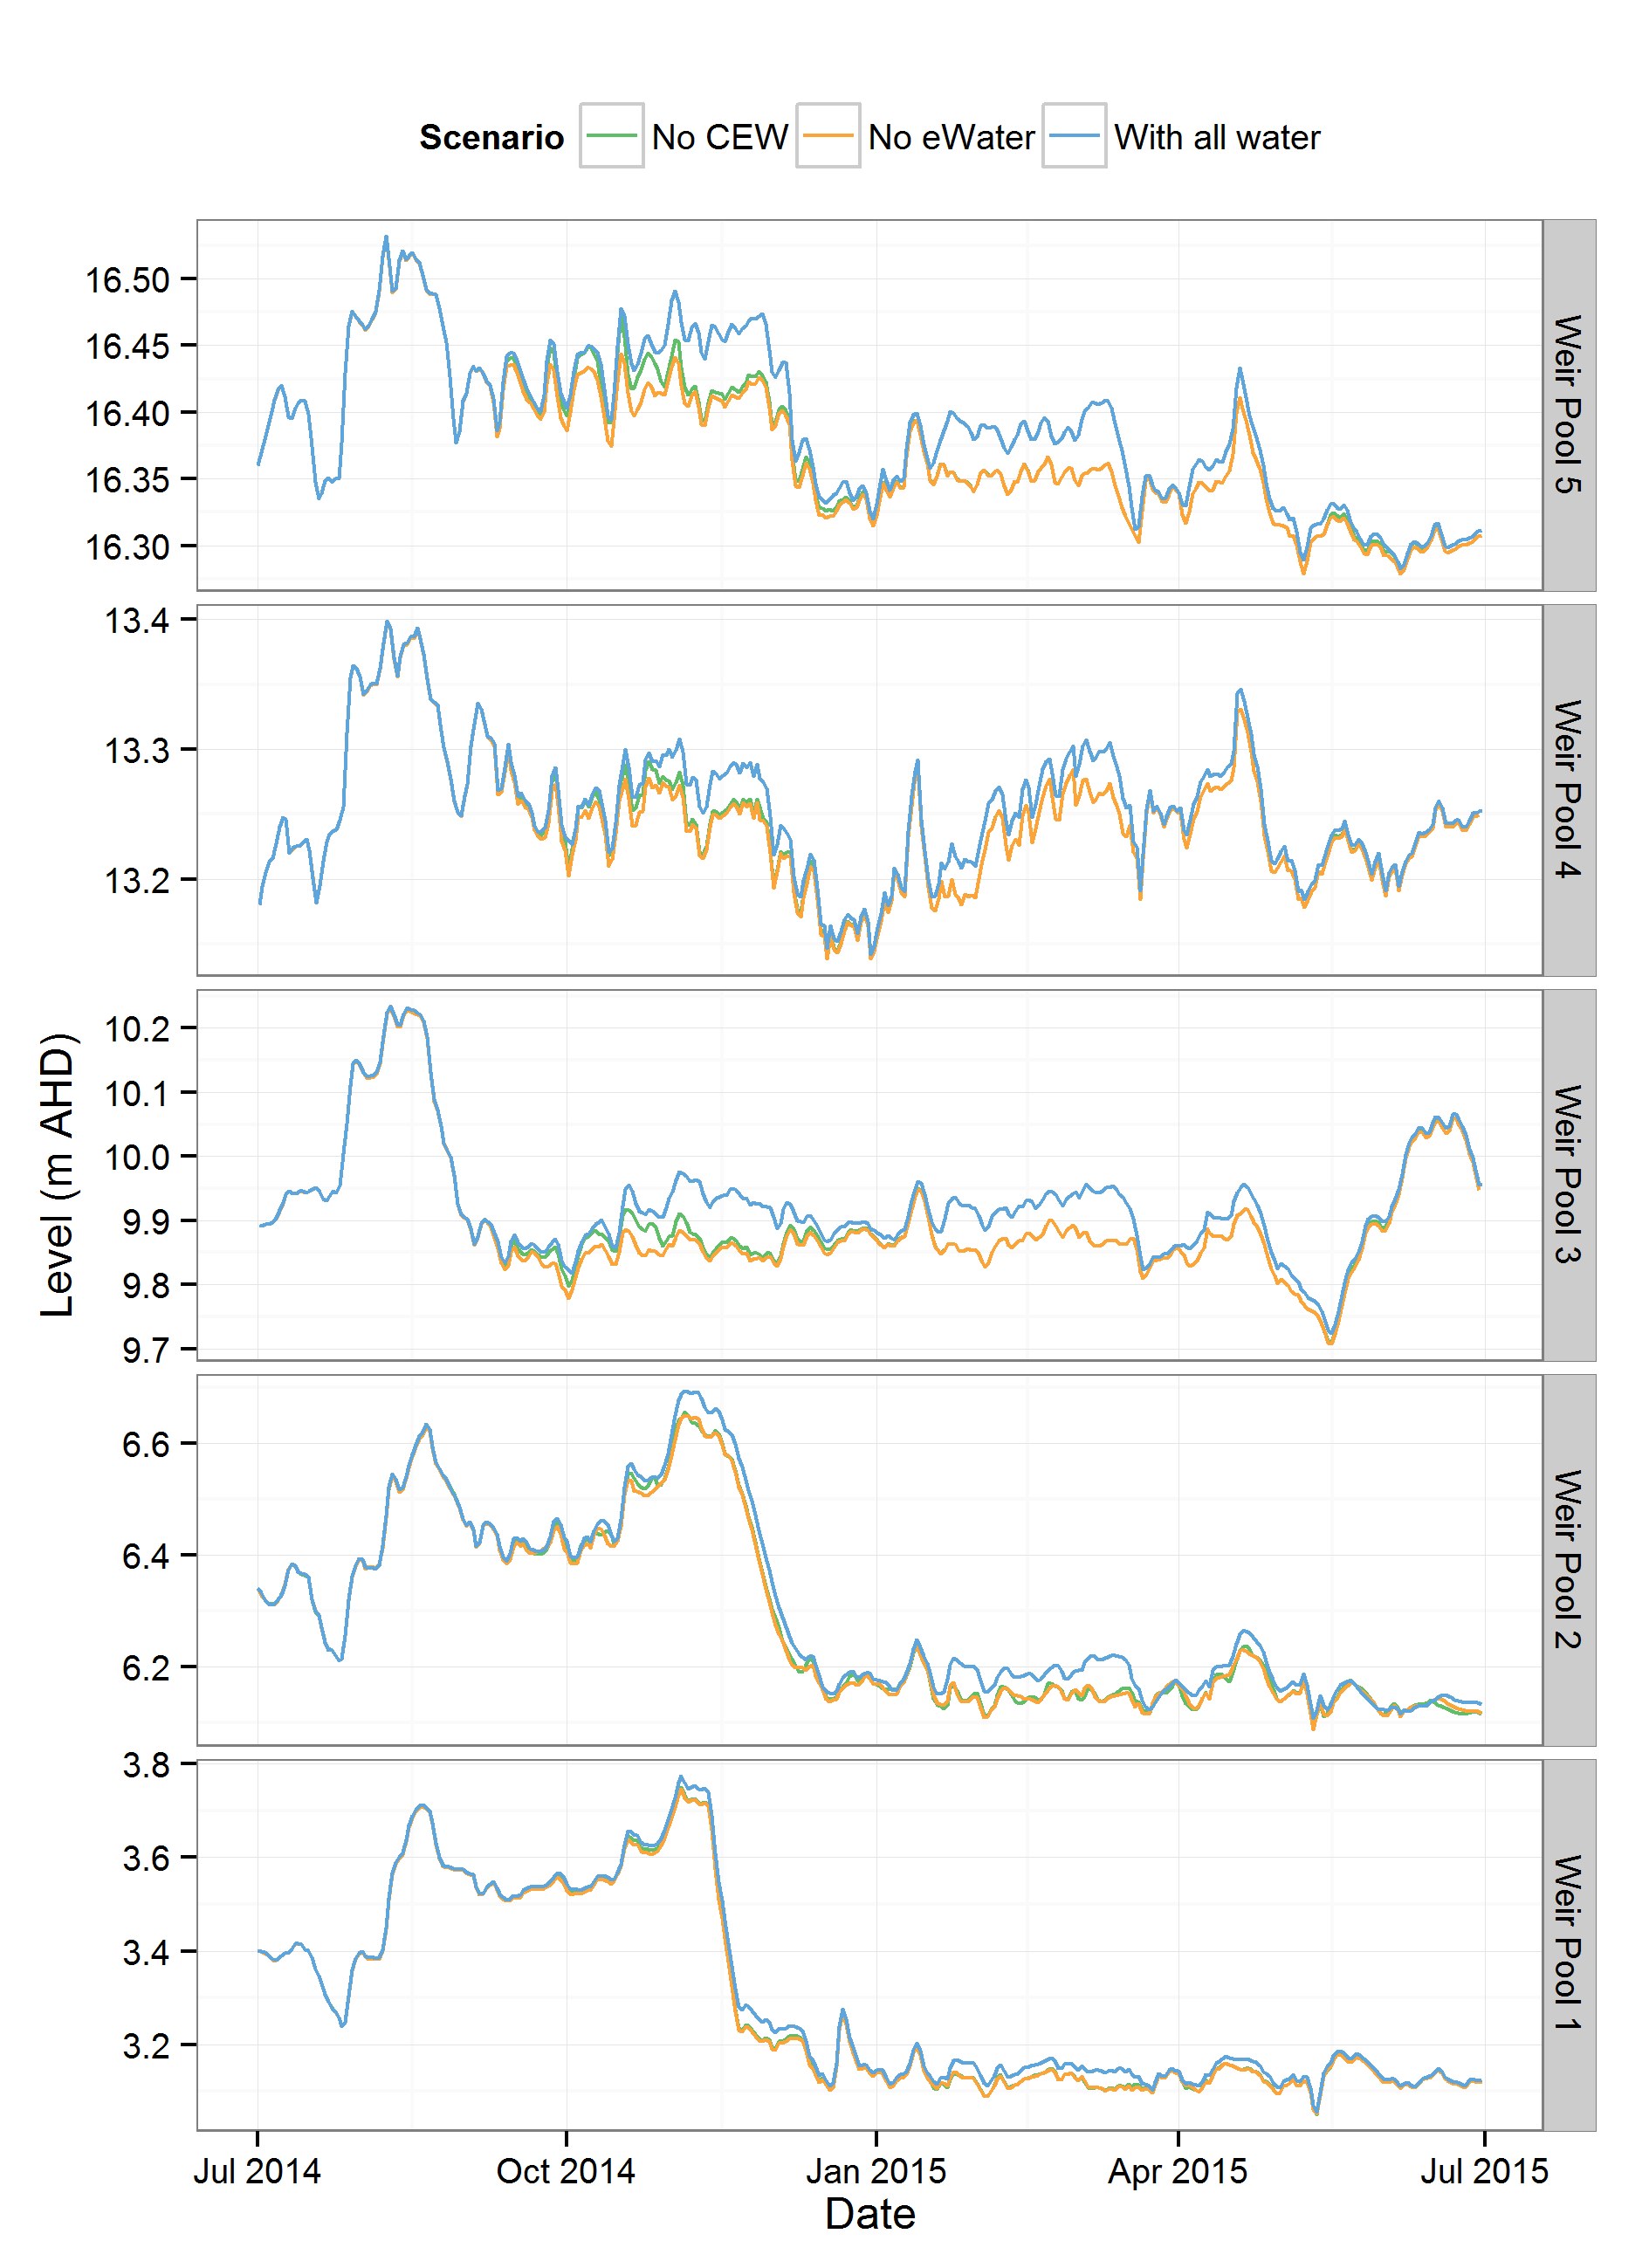 Scenario No CEW No eWater With all water
16.50
16.45
16.40
16.35
16.30
Weir Pool 5
13.4
13.3
13.2
Weir Pool 4
10.2
10.1
10.0
9.9
9.8
9.7
Weir Pool 3
6.6
6.4
6.2
Weir Pool 2
3.8
3.6
3.4
3.2
Weir Pool 1
Level (m AHD)
Jul 2014 Oct 2014 Jan 2015 Apr 2015 Jul 2015
Date